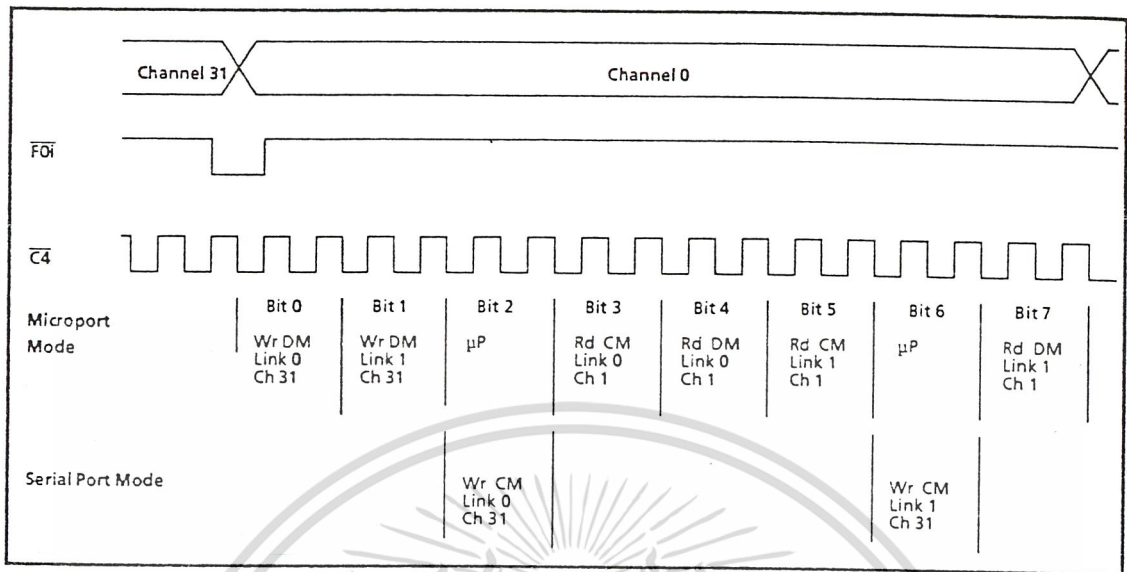 Channel 31
Channel 0
F0i
C4
Microport
Mode
Bit 0
Wr DM
Link 0
Ch 31
Bit 1
Wr DM
Link 1
Ch 31
Bit 2
μP
Bit 3
Rd CM
Link 0
Ch 1
Bit 4
Rd DM
Link 0
Ch 1
Bit 5
Rd CM
Link 1
Ch 1
Bit 6
μP
Bit 7
Rd DM
Link 1
Ch 1
Serial Port Mode
Wr CM
Link 0
Ch 31
Wr CM
Link 1
Ch 31